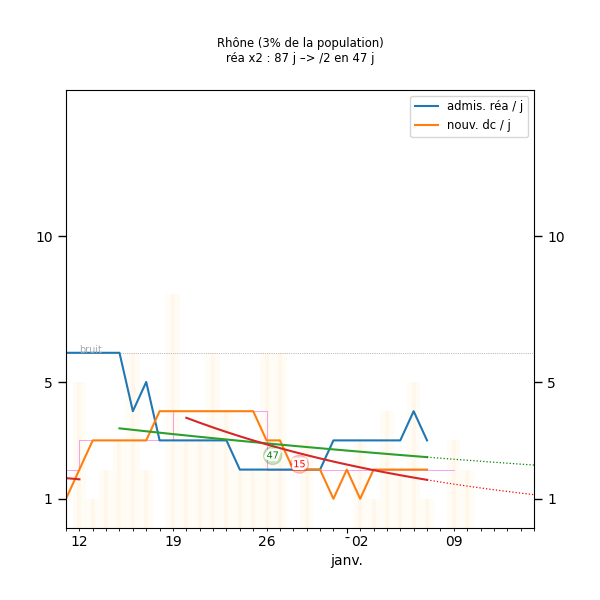 Rhône (3% de la population)
réa x2 : 87 j –> /2 en 47 j
admis. réa / j
nouv. dc / j
10
10
bruit
5
5
47
15
1
1
12
19
26
02
09
janv.